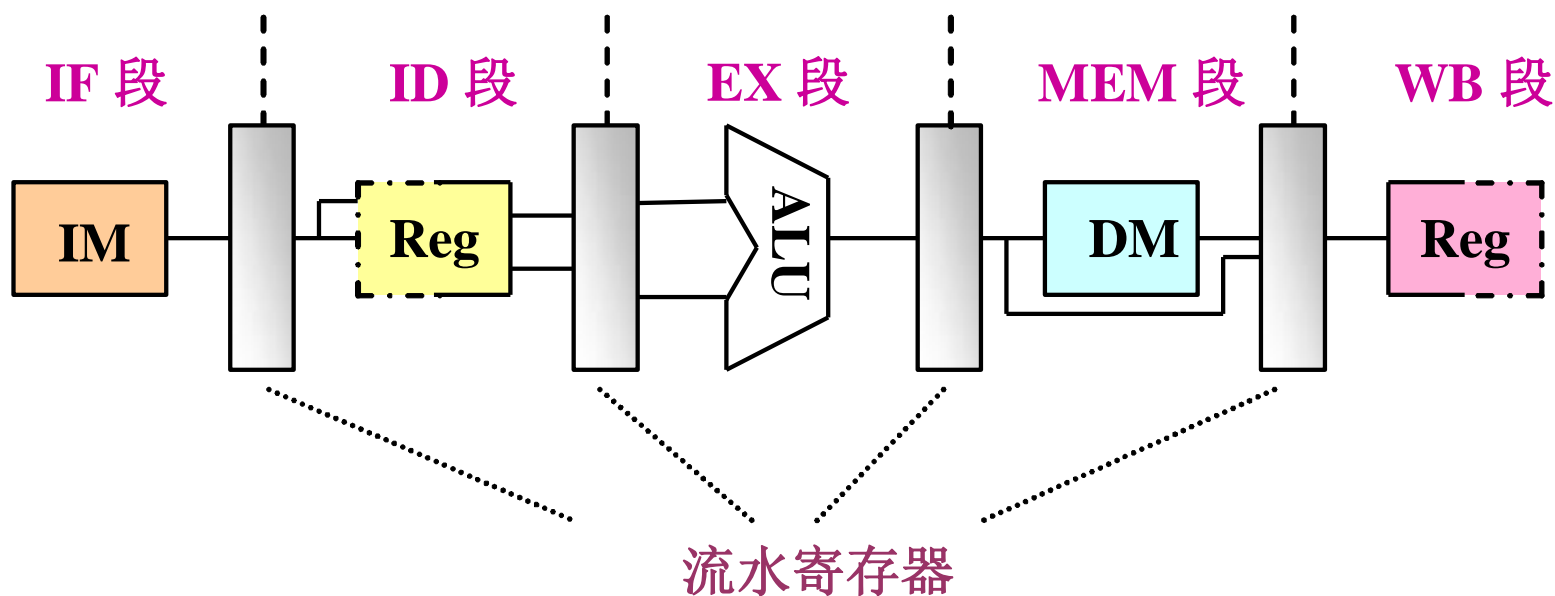 IF 段
ID 段
EX 段
MEM 段
WB 段
IM
Reg
ALU
DM
Reg
流水寄存器